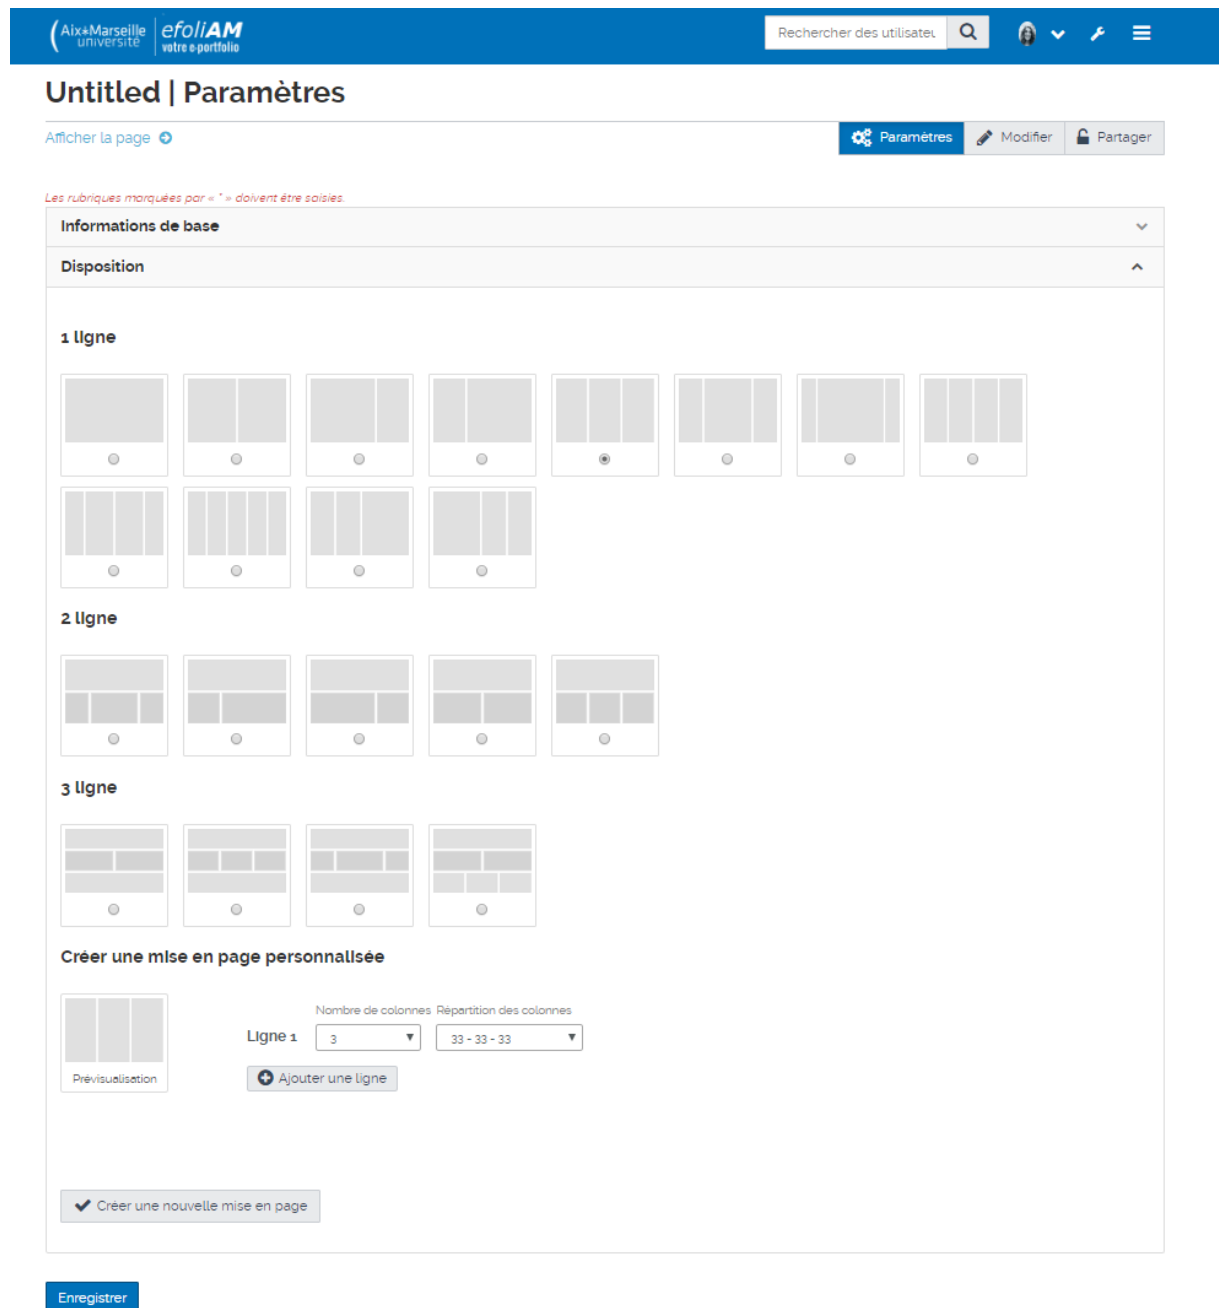 Aix*Marseille
université
efoliAM
votre e-portfolio
Rechercher des utilisateu
Untitled | Paramètres
Afficher la page
Paramètres
Modifier
Partager
Les rubriques marquées par « * » doivent être saisies.
Informations de base
Disposition
1 ligne
2 ligne
3 ligne
Créer une mise en page personnalisée
Nombre de colonnes Répartition des colonnes
Ligne 1 3 33 - 33 - 33
Prévisualisation
Ajouter une ligne
Créer une nouvelle mise en page
Enregistrer